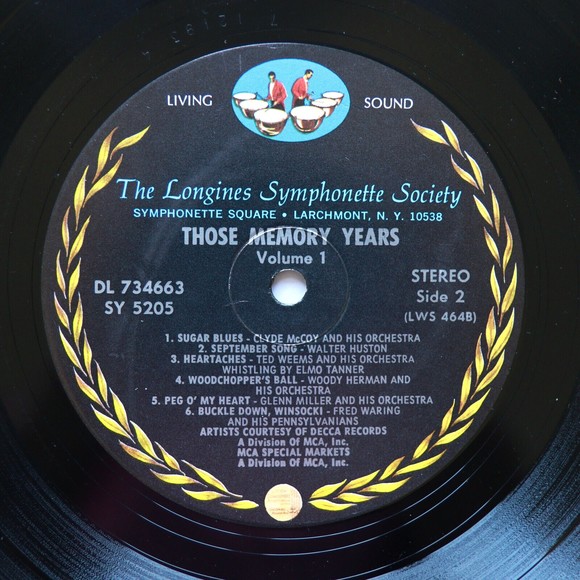 LIVING SOUND
The Longines Symphonette Society
SYMPHONETTE SQUARE • LARCHMONT, N. Y. 10538
THOSE MEMORY YEARS
Volume 1
DL 734663
SY 5205
STEREO
Side 2
(LWS 464B)
1. SUGAR BLUES - CLYDE McCOY AND HIS ORCHESTRA
2. SEPTEMBER SONG - WALTER HUSTON
3. HEARTACHES - TED WEEMS AND HIS ORCHESTRA
WHISTLING BY ELMO TANNER
4. WOODCHOPPER'S BALL - WOODY HERMAN AND
HIS ORCHESTRA
5. PEG O' MY HEART - GLENN MILLER AND HIS ORCHESTRA
6. BUCKLE DOWN, WINSOCKI - FRED WARING
AND HIS PENNSYLVANIANS
ARTISTS COURTESY OF DECCA RECORDS
A Division Of MCA, Inc.
MCA SPECIAL MARKETS
A Division Of MCA, Inc.